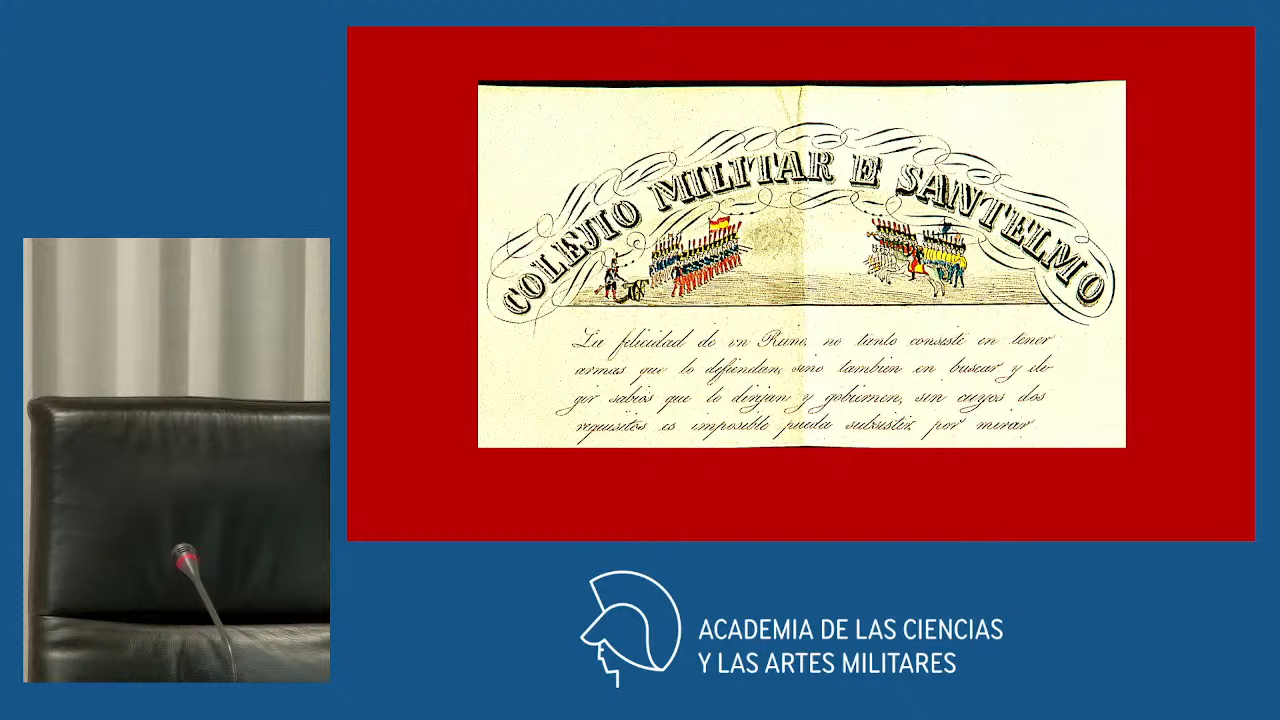 COLEJIO MILITAR E SANTELMO
La felicidad de un Reino no tanto consiste en tener
armas que lo defiendan, sino tambien en buscar y ele
gir sabios que lo dirijan y gobiernen, sin cuyos dos
requisitos es imposible pueda subsistir por mirar
ACADEMIA DE LAS CIENCIAS
Y LAS ARTES MILITARES